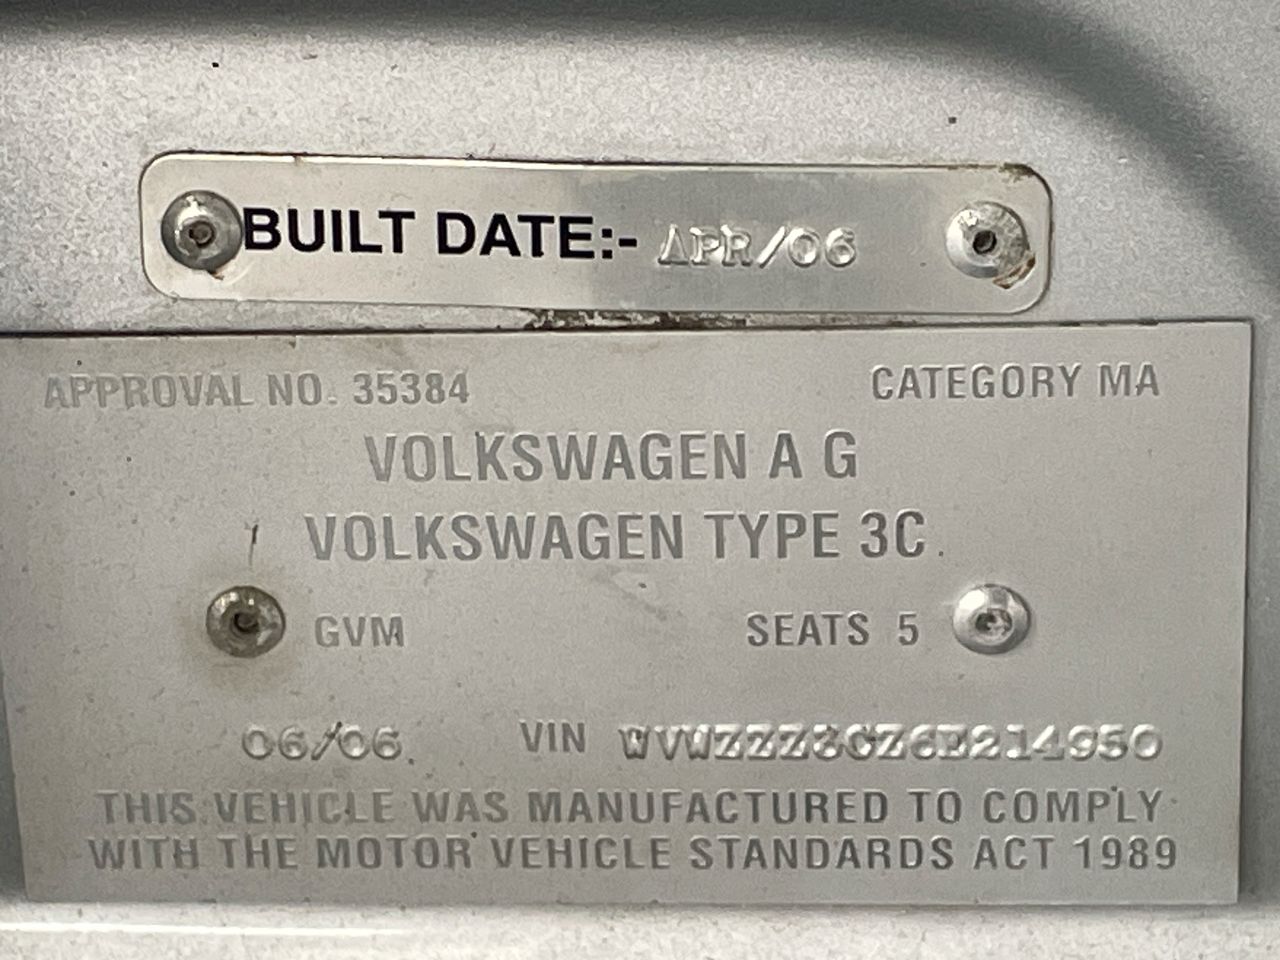 BUILT DATE:- APR/06
APPROVAL NO. 35384 CATEGORY MA
VOLKSWAGEN A G
VOLKSWAGEN TYPE 3C.
GVM SEATS 5
06/06 VIN WVWZZZ3CZ6E214950
THIS VEHICLE WAS MANUFACTURED TO COMPLY
WITH THE MOTOR VEHICLE STANDARDS ACT 1989